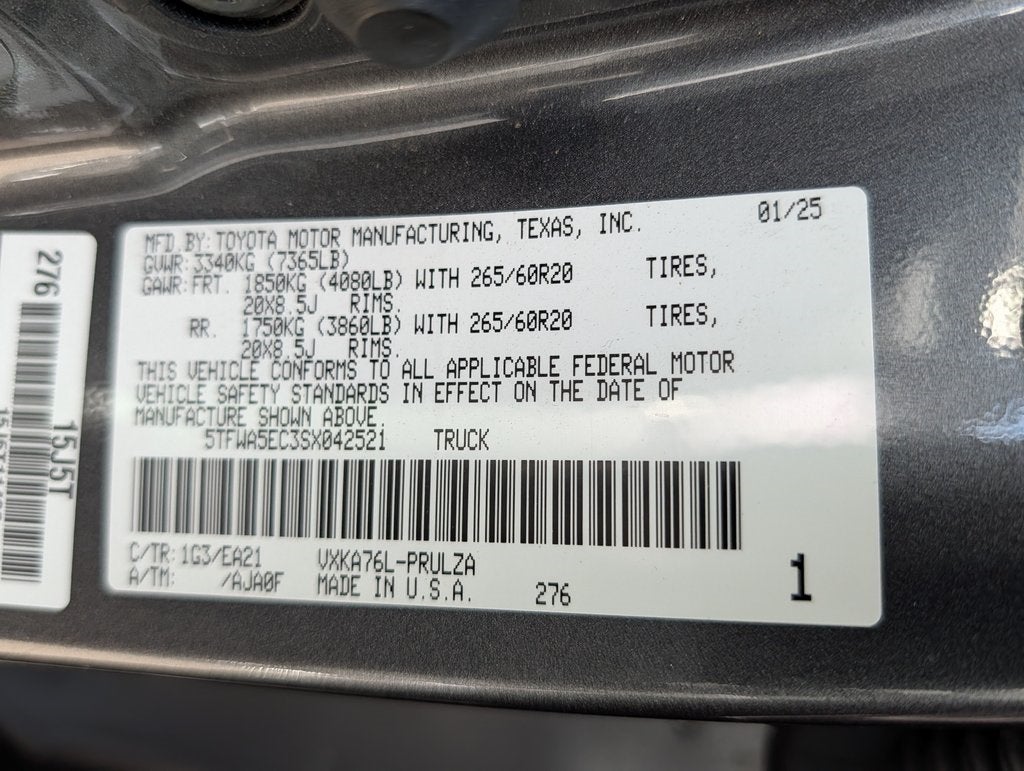 MFD.BY:TOYOTA MOTOR MANUFACTURING, TEXAS, INC. 01/25
GVWR:3340KG (7365LB)
GAWR:FRT. 1850KG (4080LB) WITH 265/60R20 TIRES,
20X8.5J RIMS.
RR. 1750KG (3860LB) WITH 265/60R20 TIRES,
20X8.5J RIMS.
THIS VEHICLE CONFORMS TO ALL APPLICABLE FEDERAL MOTOR
VEHICLE SAFETY STANDARDS IN EFFECT ON THE DATE OF
MANUFACTURE SHOWN ABOVE.
5TFWA5EC3SX042521 TRUCK
C/TR:1G3/EA21 VXKA76L-PRULZA
A/TM: /AJA0F MADE IN U.S.A. 276 1
276
15J5T